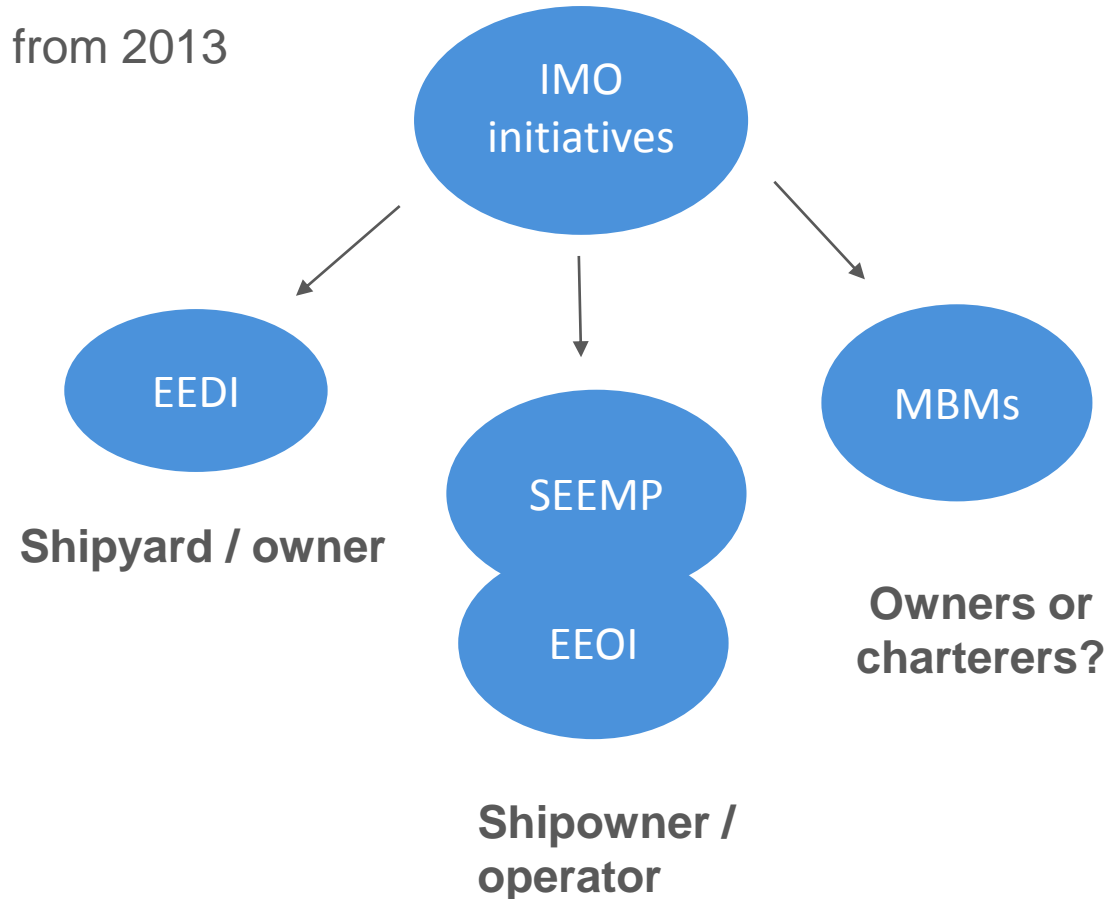 from 2013
IMO
initiatives
EEDI
Shipyard / owner
SEEMP
EEOI
Shipowner /
operator
MBMs
Owners or
charterers?